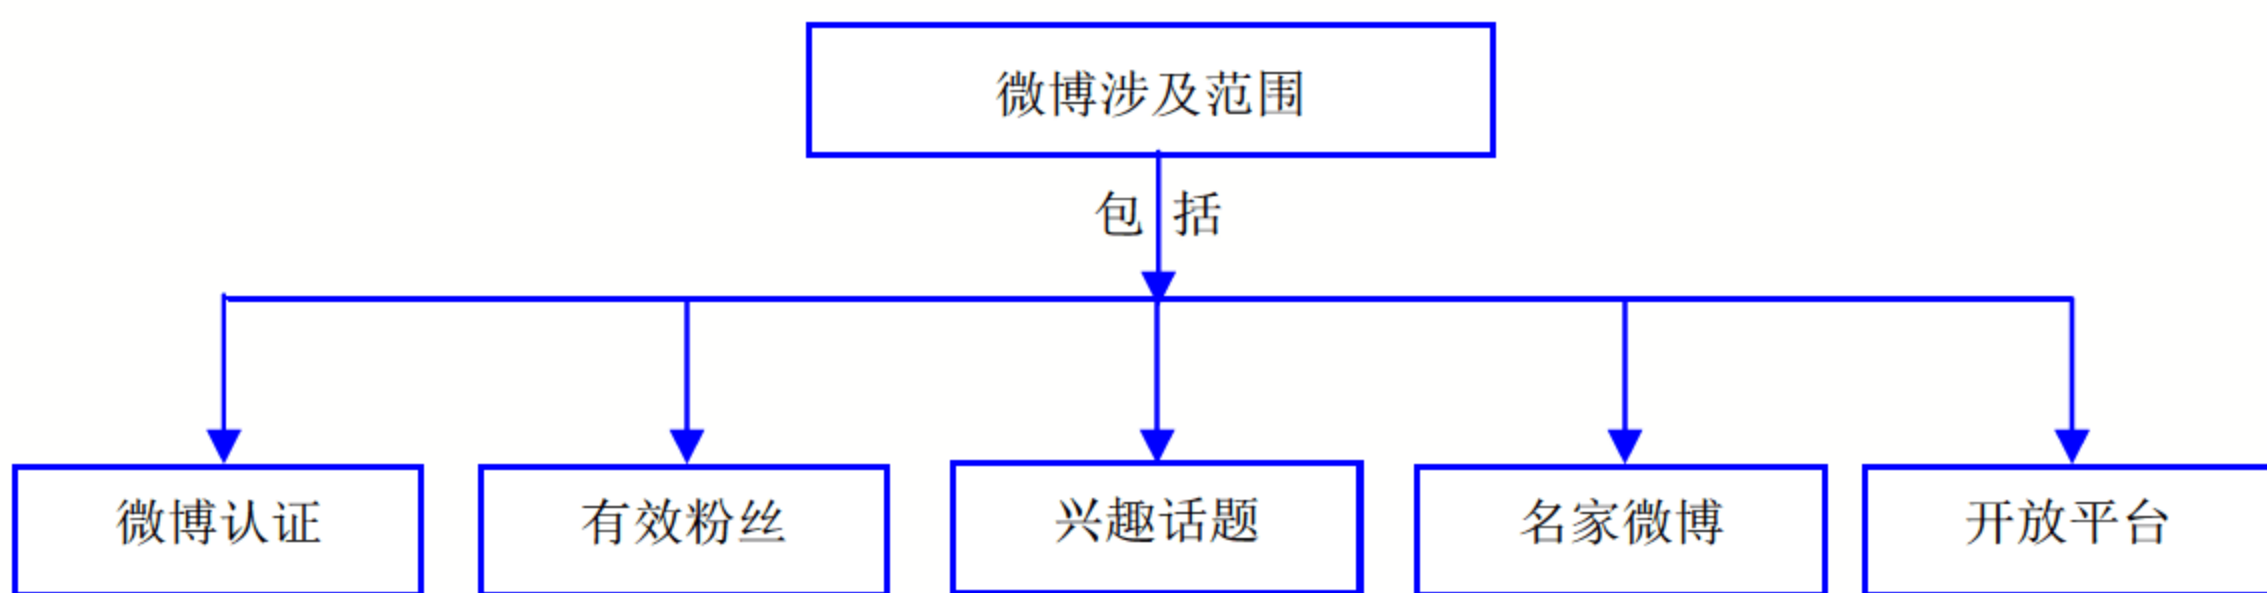 微博涉及范围
包括
微博认证
有效粉丝
兴趣话题
名家微博
开放平台